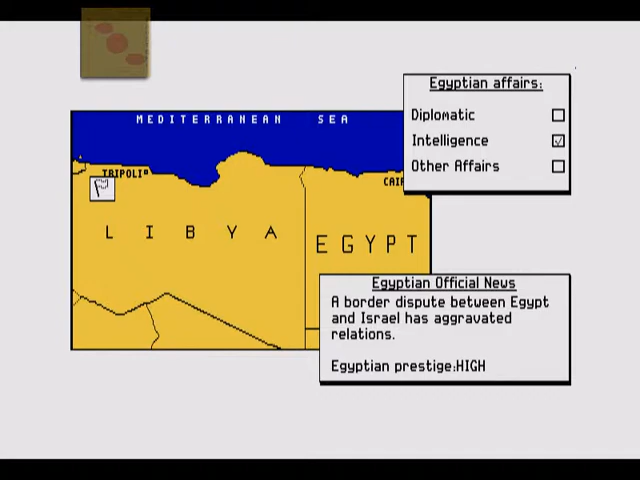 Egyptian affairs:
Diplomatic
Intelligence
Other Affairs
MEDITERRANEAN SEA
TRIPOLI
CAIR
LIBYA
EGYPT
Egyptian Official News
A border dispute between Egypt
and Israel has aggravated
relations.
Egyptian prestige:HIGH